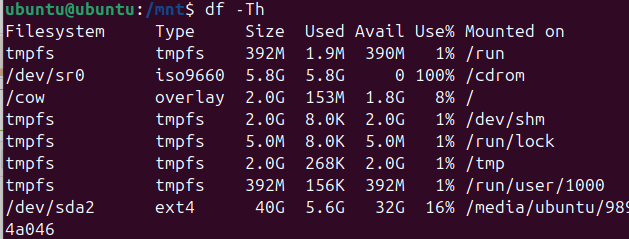 ubuntu@ubuntu:/mnt$ df -Th
Filesystem     Type      Size  Used Avail Use% Mounted on
tmpfs          tmpfs     392M  1.9M  390M   1% /run
/dev/sr0       iso9660   5.8G  5.8G     0 100% /cdrom
/cow           overlay   2.0G  153M  1.8G   8% /
tmpfs          tmpfs     2.0G  8.0K  2.0G   1% /dev/shm
tmpfs          tmpfs     5.0M  8.0K  5.0M   1% /run/lock
tmpfs          tmpfs     2.0G  268K  2.0G   1% /tmp
tmpfs          tmpfs     392M  156K  392M   1% /run/user/1000
/dev/sda2      ext4       40G  5.6G   32G  16% /media/ubuntu/989
4a046